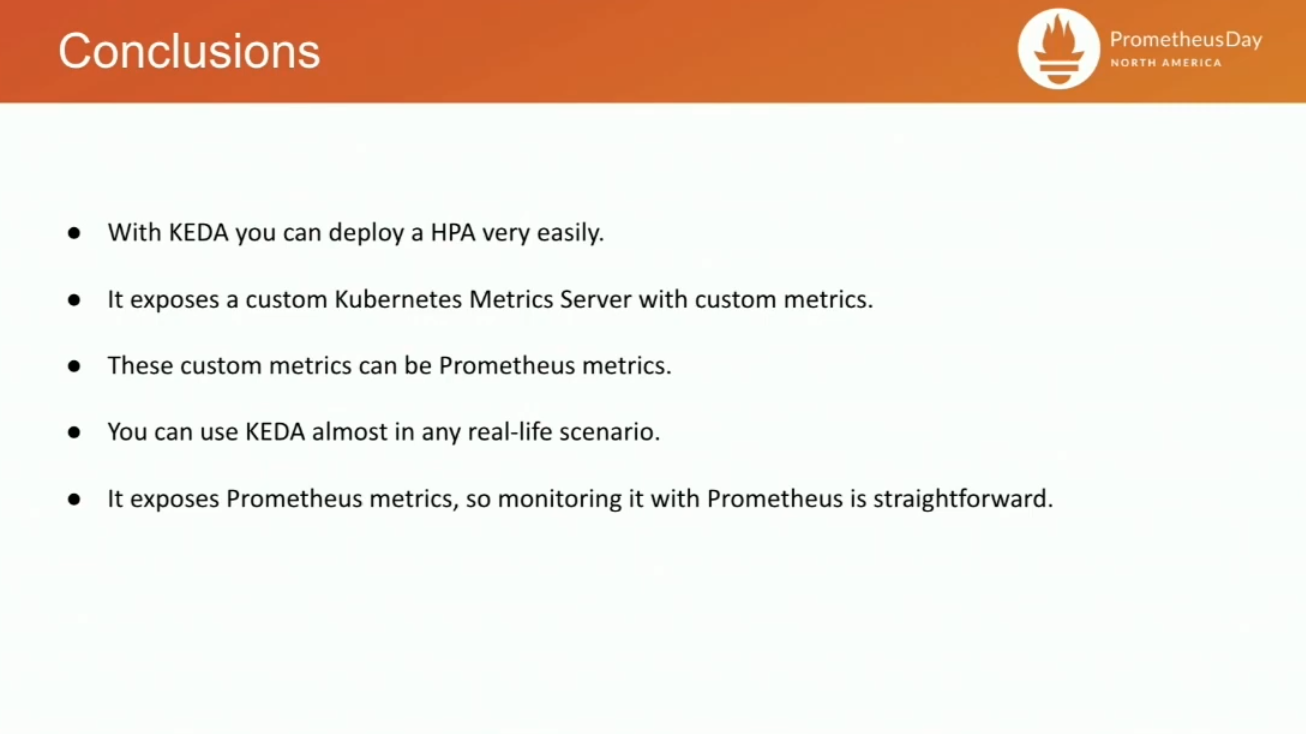 Conclusions
PrometheusDay
NORTH AMERICA
● With KEDA you can deploy a HPA very easily.
● It exposes a custom Kubernetes Metrics Server with custom metrics.
● These custom metrics can be Prometheus metrics.
● You can use KEDA almost in any real-life scenario.
● It exposes Prometheus metrics, so monitoring it with Prometheus is straightforward.